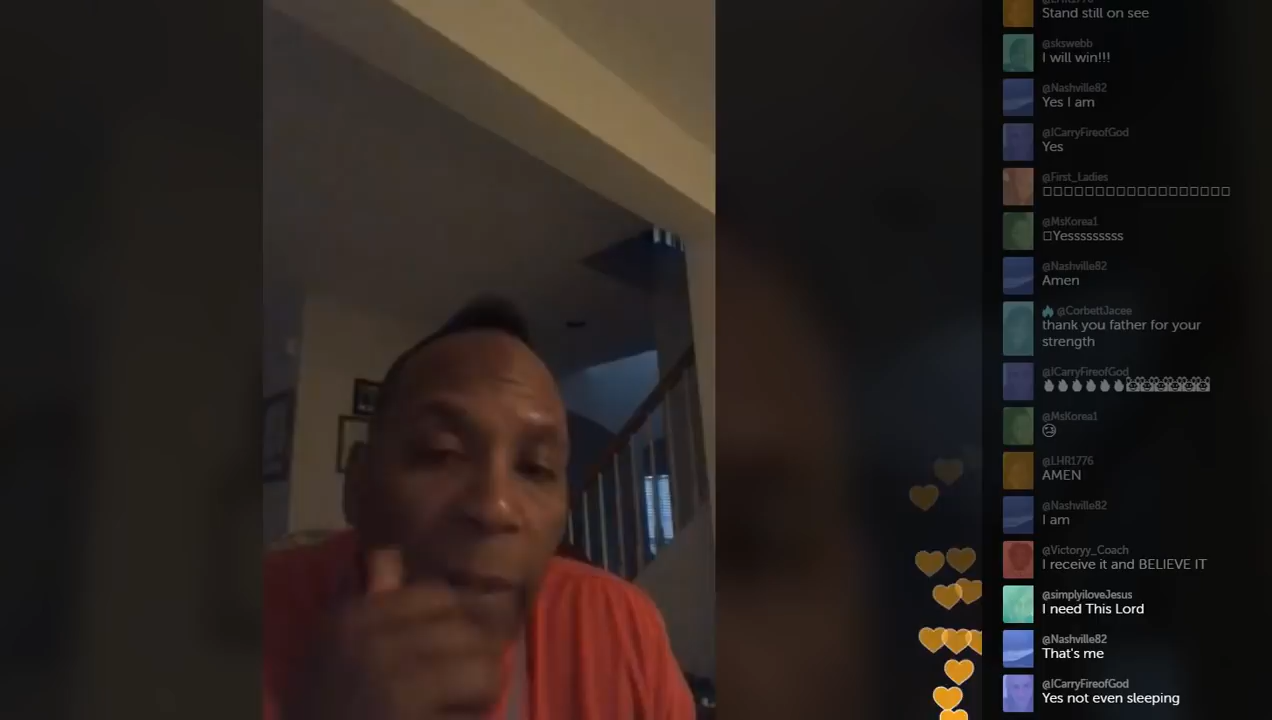 @LHR1776
Stand still on see
@skswebb
I will win!!!
@Nashville82
Yes I am
@ICarryFireofGod
Yes
@First_Ladies
@MsKorea1
Yesssssssss
@Nashville82
Amen
@CorbettJacee
thank you father for your
strength
@ICarryFireofGod
@MsKorea1
@LHR1776
AMEN
@Nashville82
I am
@Victoryy_Coach
I receive it and BELIEVE IT
@simplyiloveJesus
I need This Lord
@Nashville82
That's me
@ICarryFireofGod
Yes not even sleeping